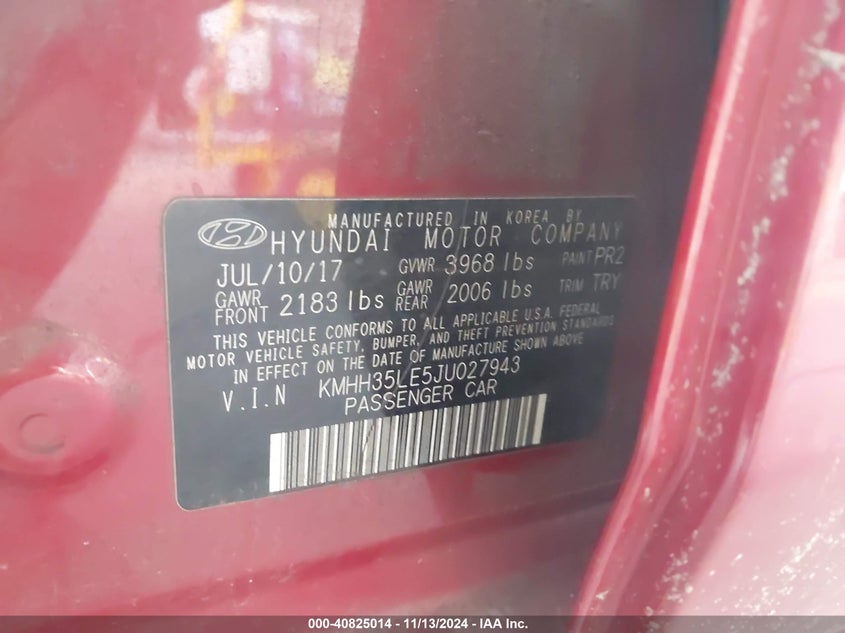 MANUFACTURED IN KOREA BY
HYUNDAI MOTOR COMPANY
JUL/10/17 GVWR 3968 lbs PAINT PR2
GAWR FRONT 2183 lbs GAWR REAR 2006 lbs TRIM TRY
THIS VEHICLE CONFORMS TO ALL APPLICABLE U.S.A. FEDERAL
MOTOR VEHICLE SAFETY, BUMPER, AND THEFT PREVENTION STANDARDS
IN EFFECT ON THE DATE OF MANUFACTURE SHOWN ABOVE
V.I.N KMHH35LE5JU027943
PASSENGER CAR
000-40825014 - 11/13/2024 - IAA Inc.